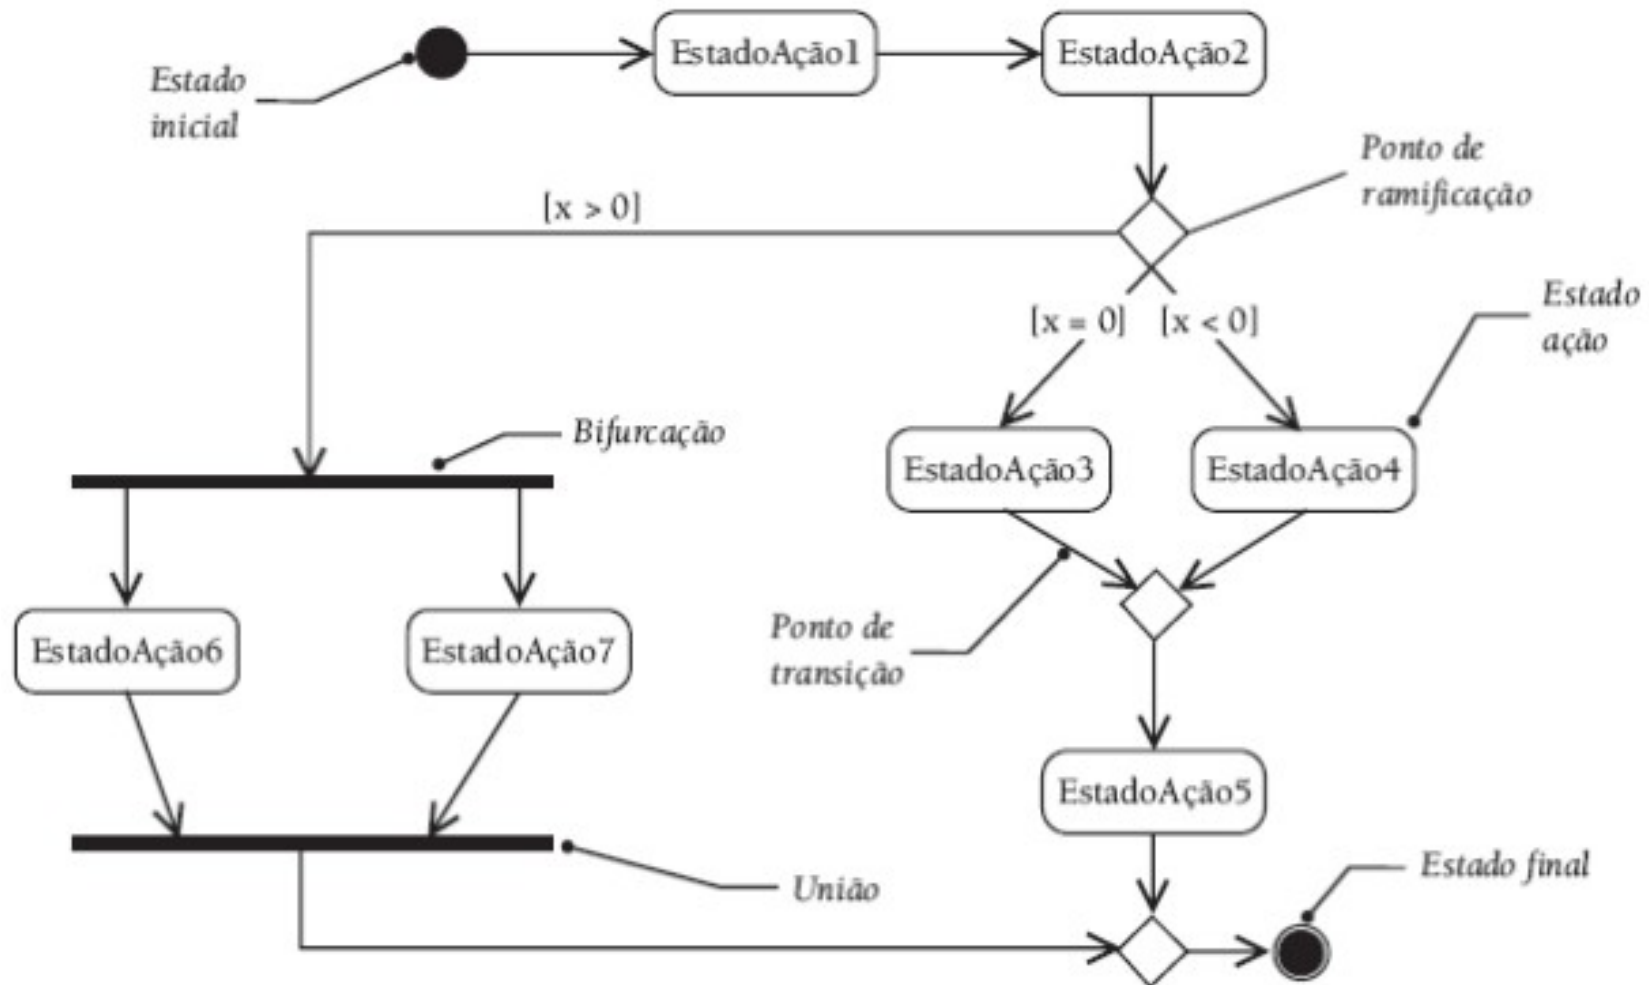 EstadoAção1
EstadoAção2
Estado
inicial
Ponto de
ramificação
[x > 0]
[x = 0]
[x < 0]
Estado
ação
Bifurcação
EstadoAção3
EstadoAção4
EstadoAção6
EstadoAção7
Ponto de
transição
EstadoAção5
União
Estado final